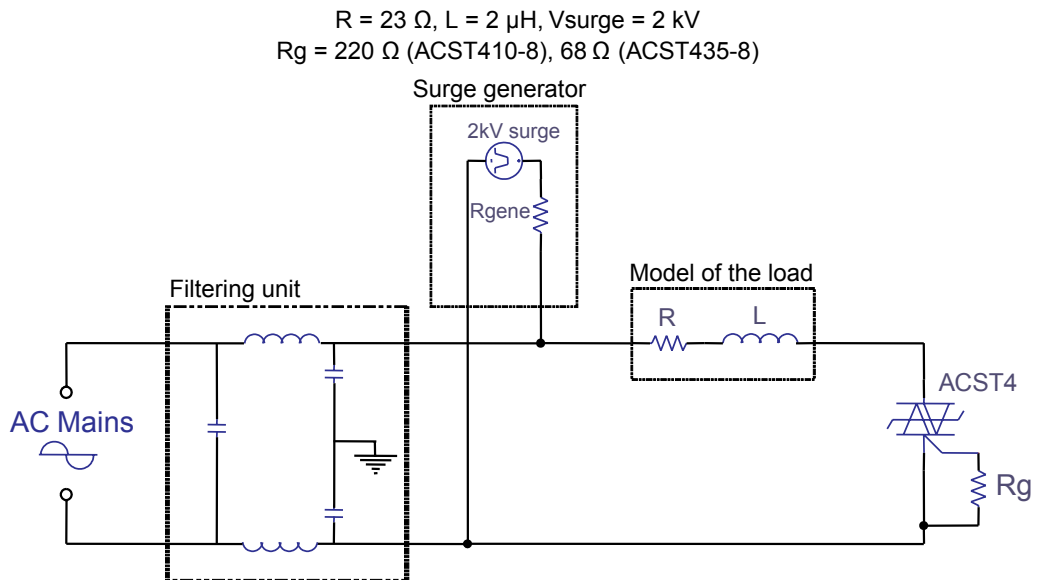 R = 23 Ω, L = 2 µH, Vsurge = 2 kV
Rg = 220 Ω (ACST410-8), 68 Ω (ACST435-8)
Surge generator
2kV surge
Rgene
Model of the load
Filtering unit
R
L
ACST4
AC Mains
Rg